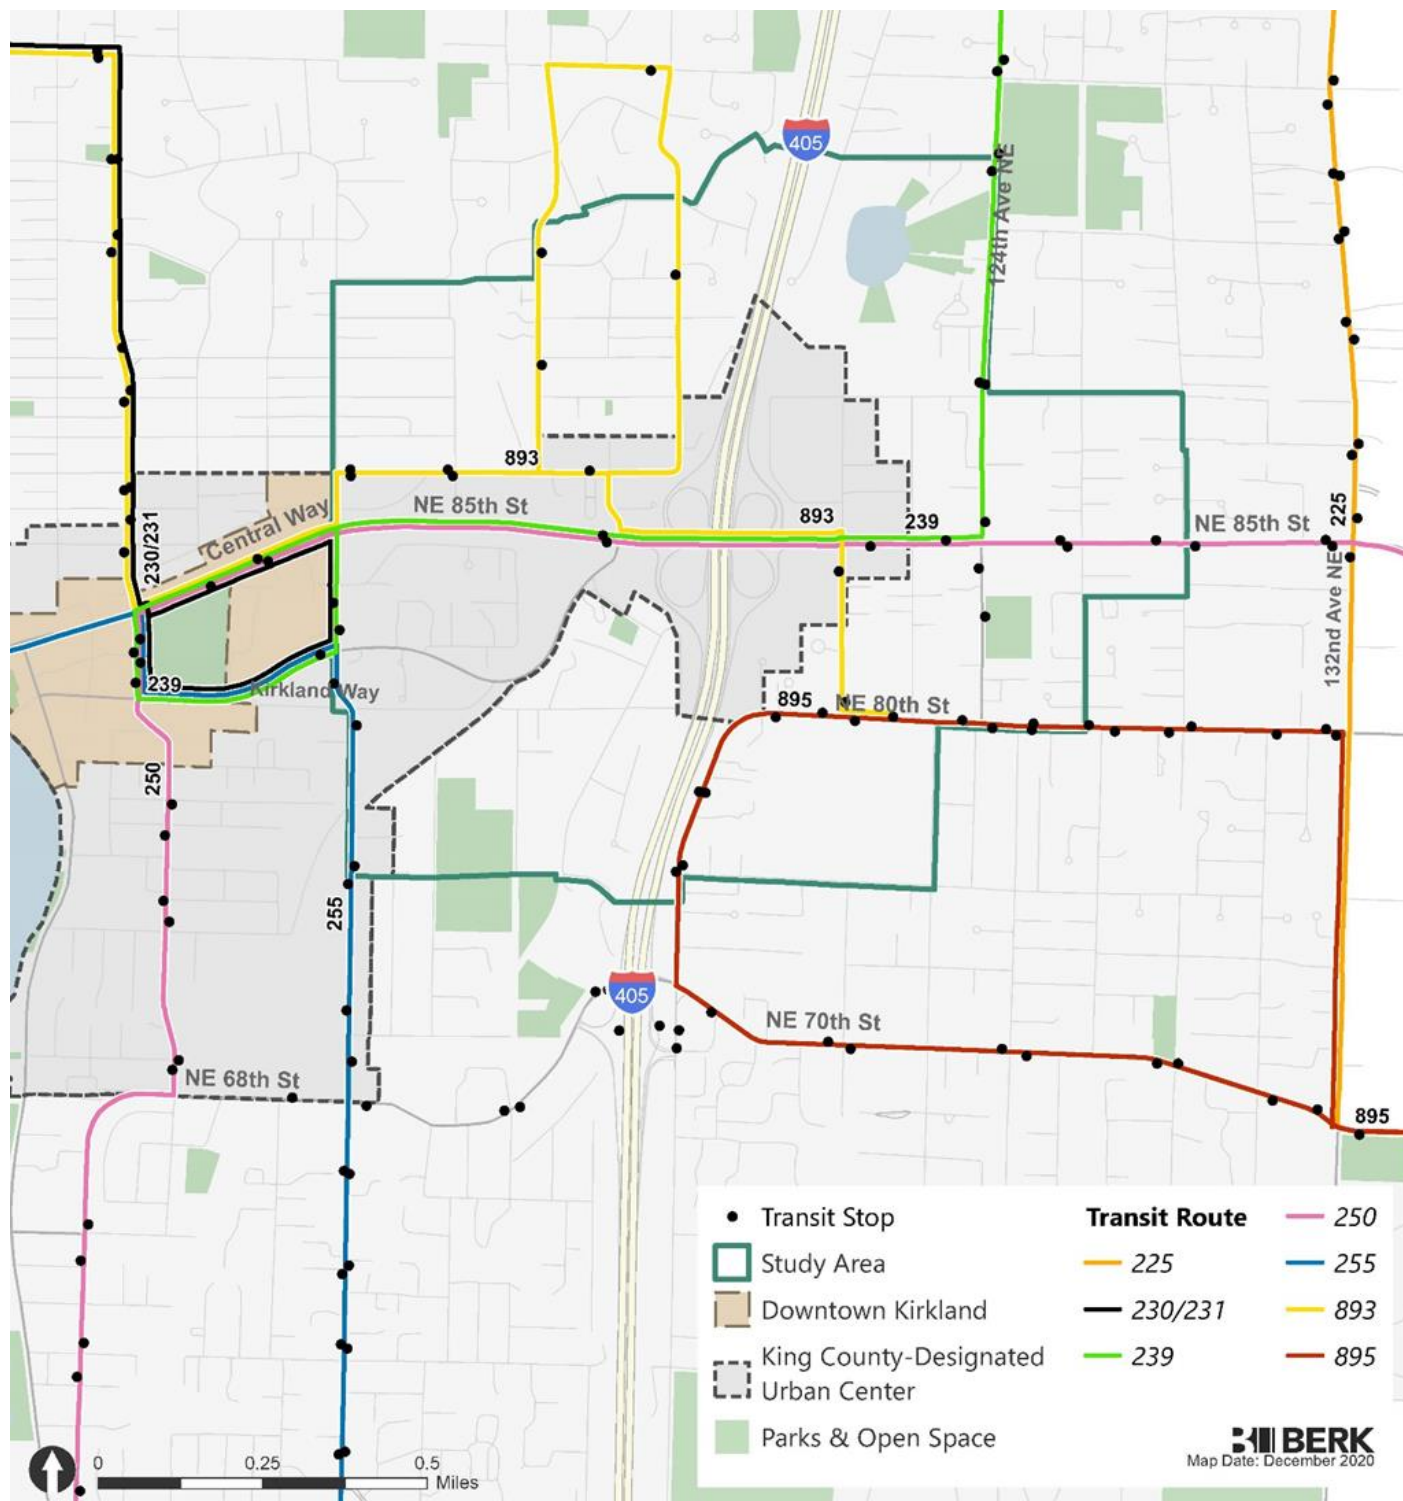 405
124th Ave NE
893
NE 85th St
Central Way
230/231
893
239
NE 85th St
225
132nd Ave NE
239
Kirkland Way
895
NE 80th St
250
255
405
NE 70th St
NE 68th St
895
Transit Stop
Study Area
Downtown Kirkland
King County-Designated
Urban Center
Parks & Open Space
Transit Route
225
230/231
239
250
255
893
895
BERK
Map Date: December 2020
0 0.25 0.5
Miles